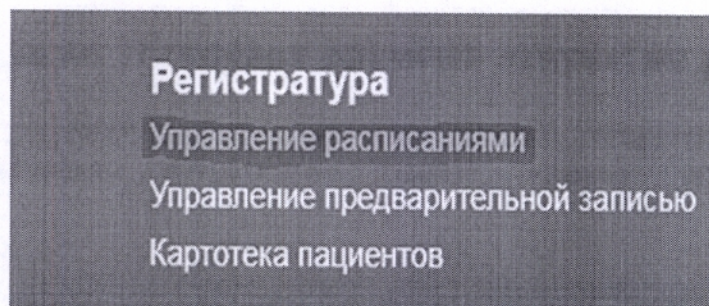 Регистратура
Управление расписаниями
Управление предварительной записью
Картотека пациентов